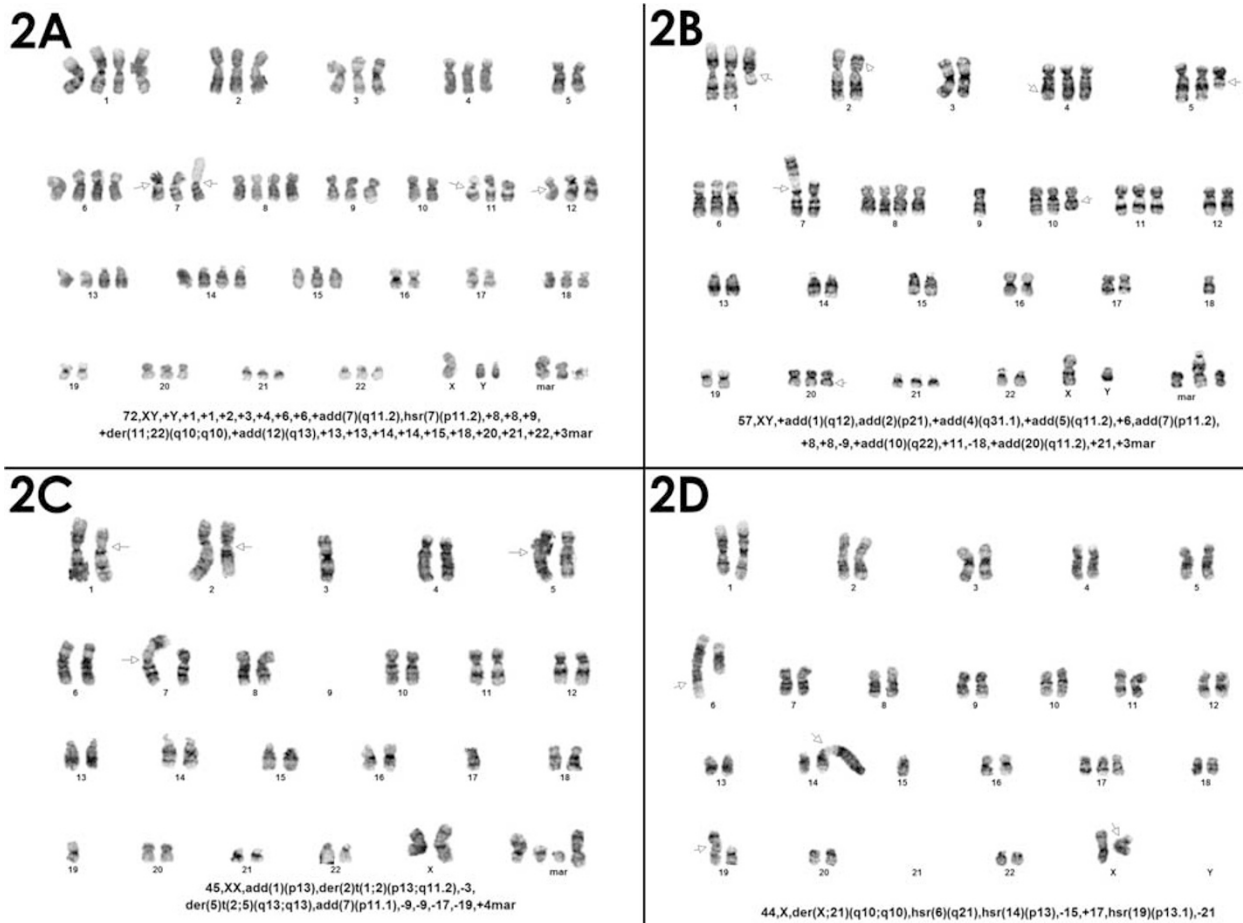 2A
1 2 3 4 5
6 7 8 9 10 11 12
13 14 15 16 17 18
19 20 21 22 X Y mar
72,XY,+Y,+1,+1,+2,+3,+4,+6,+6,+add(7)(q11.2),hsr(7)(p11.2),+8,+8,+9,
+der(11;22)(q10;q10),+add(12)(q13),+13,+13,+14,+14,+15,+18,+20,+21,+22,+3mar
2B
1 2 3 4 5
6 7 8 9 10 11 12
13 14 15 16 17 18
19 20 21 22 X Y mar
57,XY,+add(1)(q12),add(2)(p21),+add(4)(q31.1),+add(5)(q11.2),+6,add(7)(p11.2),
+8,+8,-9,+add(10)(q22),+11,-18,+add(20)(q11.2),+21,+3mar
2C
1 2 3 4 5
6 7 8 9 10 11 12
13 14 15 16 17 18
19 20 21 22 X mar
45,XX,add(1)(p13),der(2)t(1;2)(p13;q11.2),-3,
der(5)t(2;5)(q13;q13),add(7)(p11.1),-9,-9,-17,-19,+4mar
2D
1 2 3 4 5
6 7 8 9 10 11 12
13 14 15 16 17 18
19 20 21 22 X Y
44,X,der(X;21)(q10;q10),hsr(6)(q21),hsr(14)(p13),-15,+17,hsr(19)(p13.1),-21